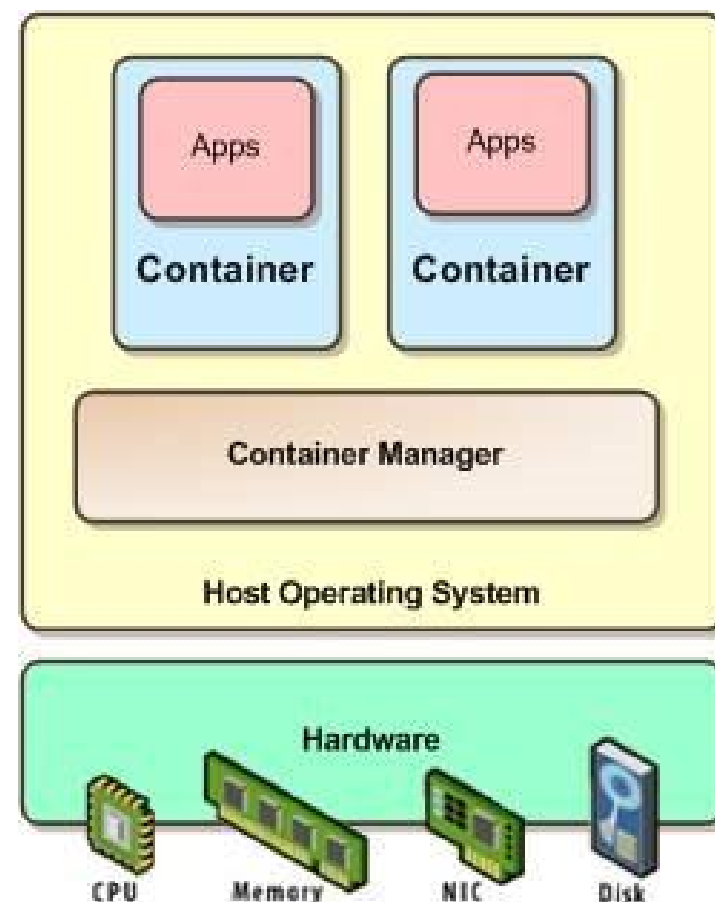 Apps
Apps
Container
Container
Container Manager
Host Operating System
Hardware
CPU
Memory
NIC
Disk